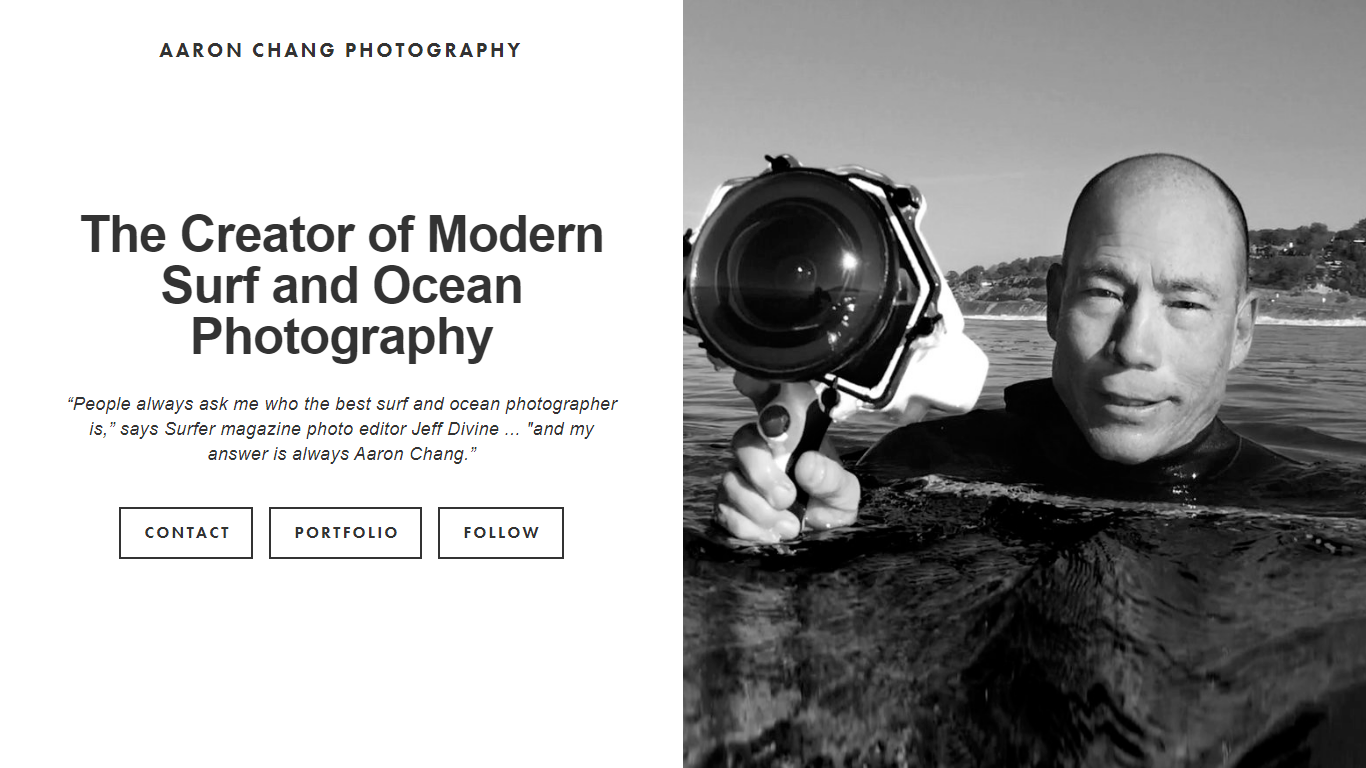 AARON CHANG PHOTOGRAPHY
The Creator of Modern
Surf and Ocean
Photography
“People always ask me who the best surf and ocean photographer
is,” says Surfer magazine photo editor Jeff Divine ... "and my
answer is always Aaron Chang.”
CONTACT PORTFOLIO FOLLOW